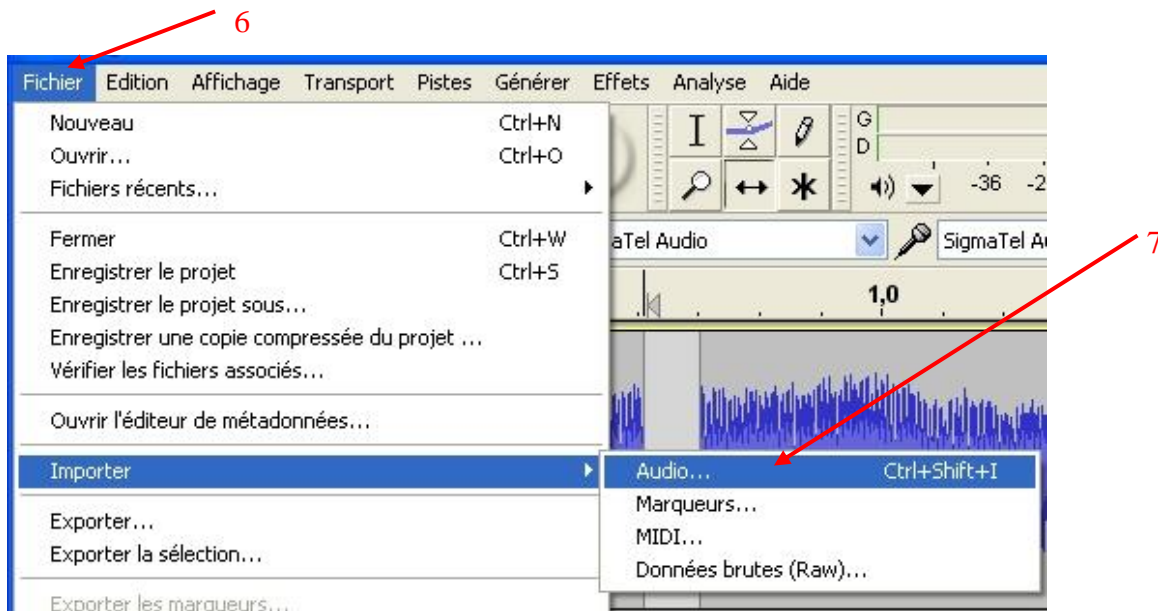 6
Fichier Edition Affichage Transport Pistes Générer Effets Analyse Aide
Nouveau Ctrl+N
Ouvrir... Ctrl+O
Fichiers récents...
G
D
-36 -2
Fermer Ctrl+W
Enregistrer le projet Ctrl+S
Enregistrer le projet sous...
Enregistrer une copie compressée du projet ...
Vérifier les fichiers associés...
aTel Audio SigmaTel Au
7
1,0
Ouvrir l'éditeur de métadonnées...
Importer
Audio... Ctrl+Shift+I
Marqueurs...
MIDI...
Données brutes (Raw)...
Exporter...
Exporter la sélection...
Exporter les marqueurs...